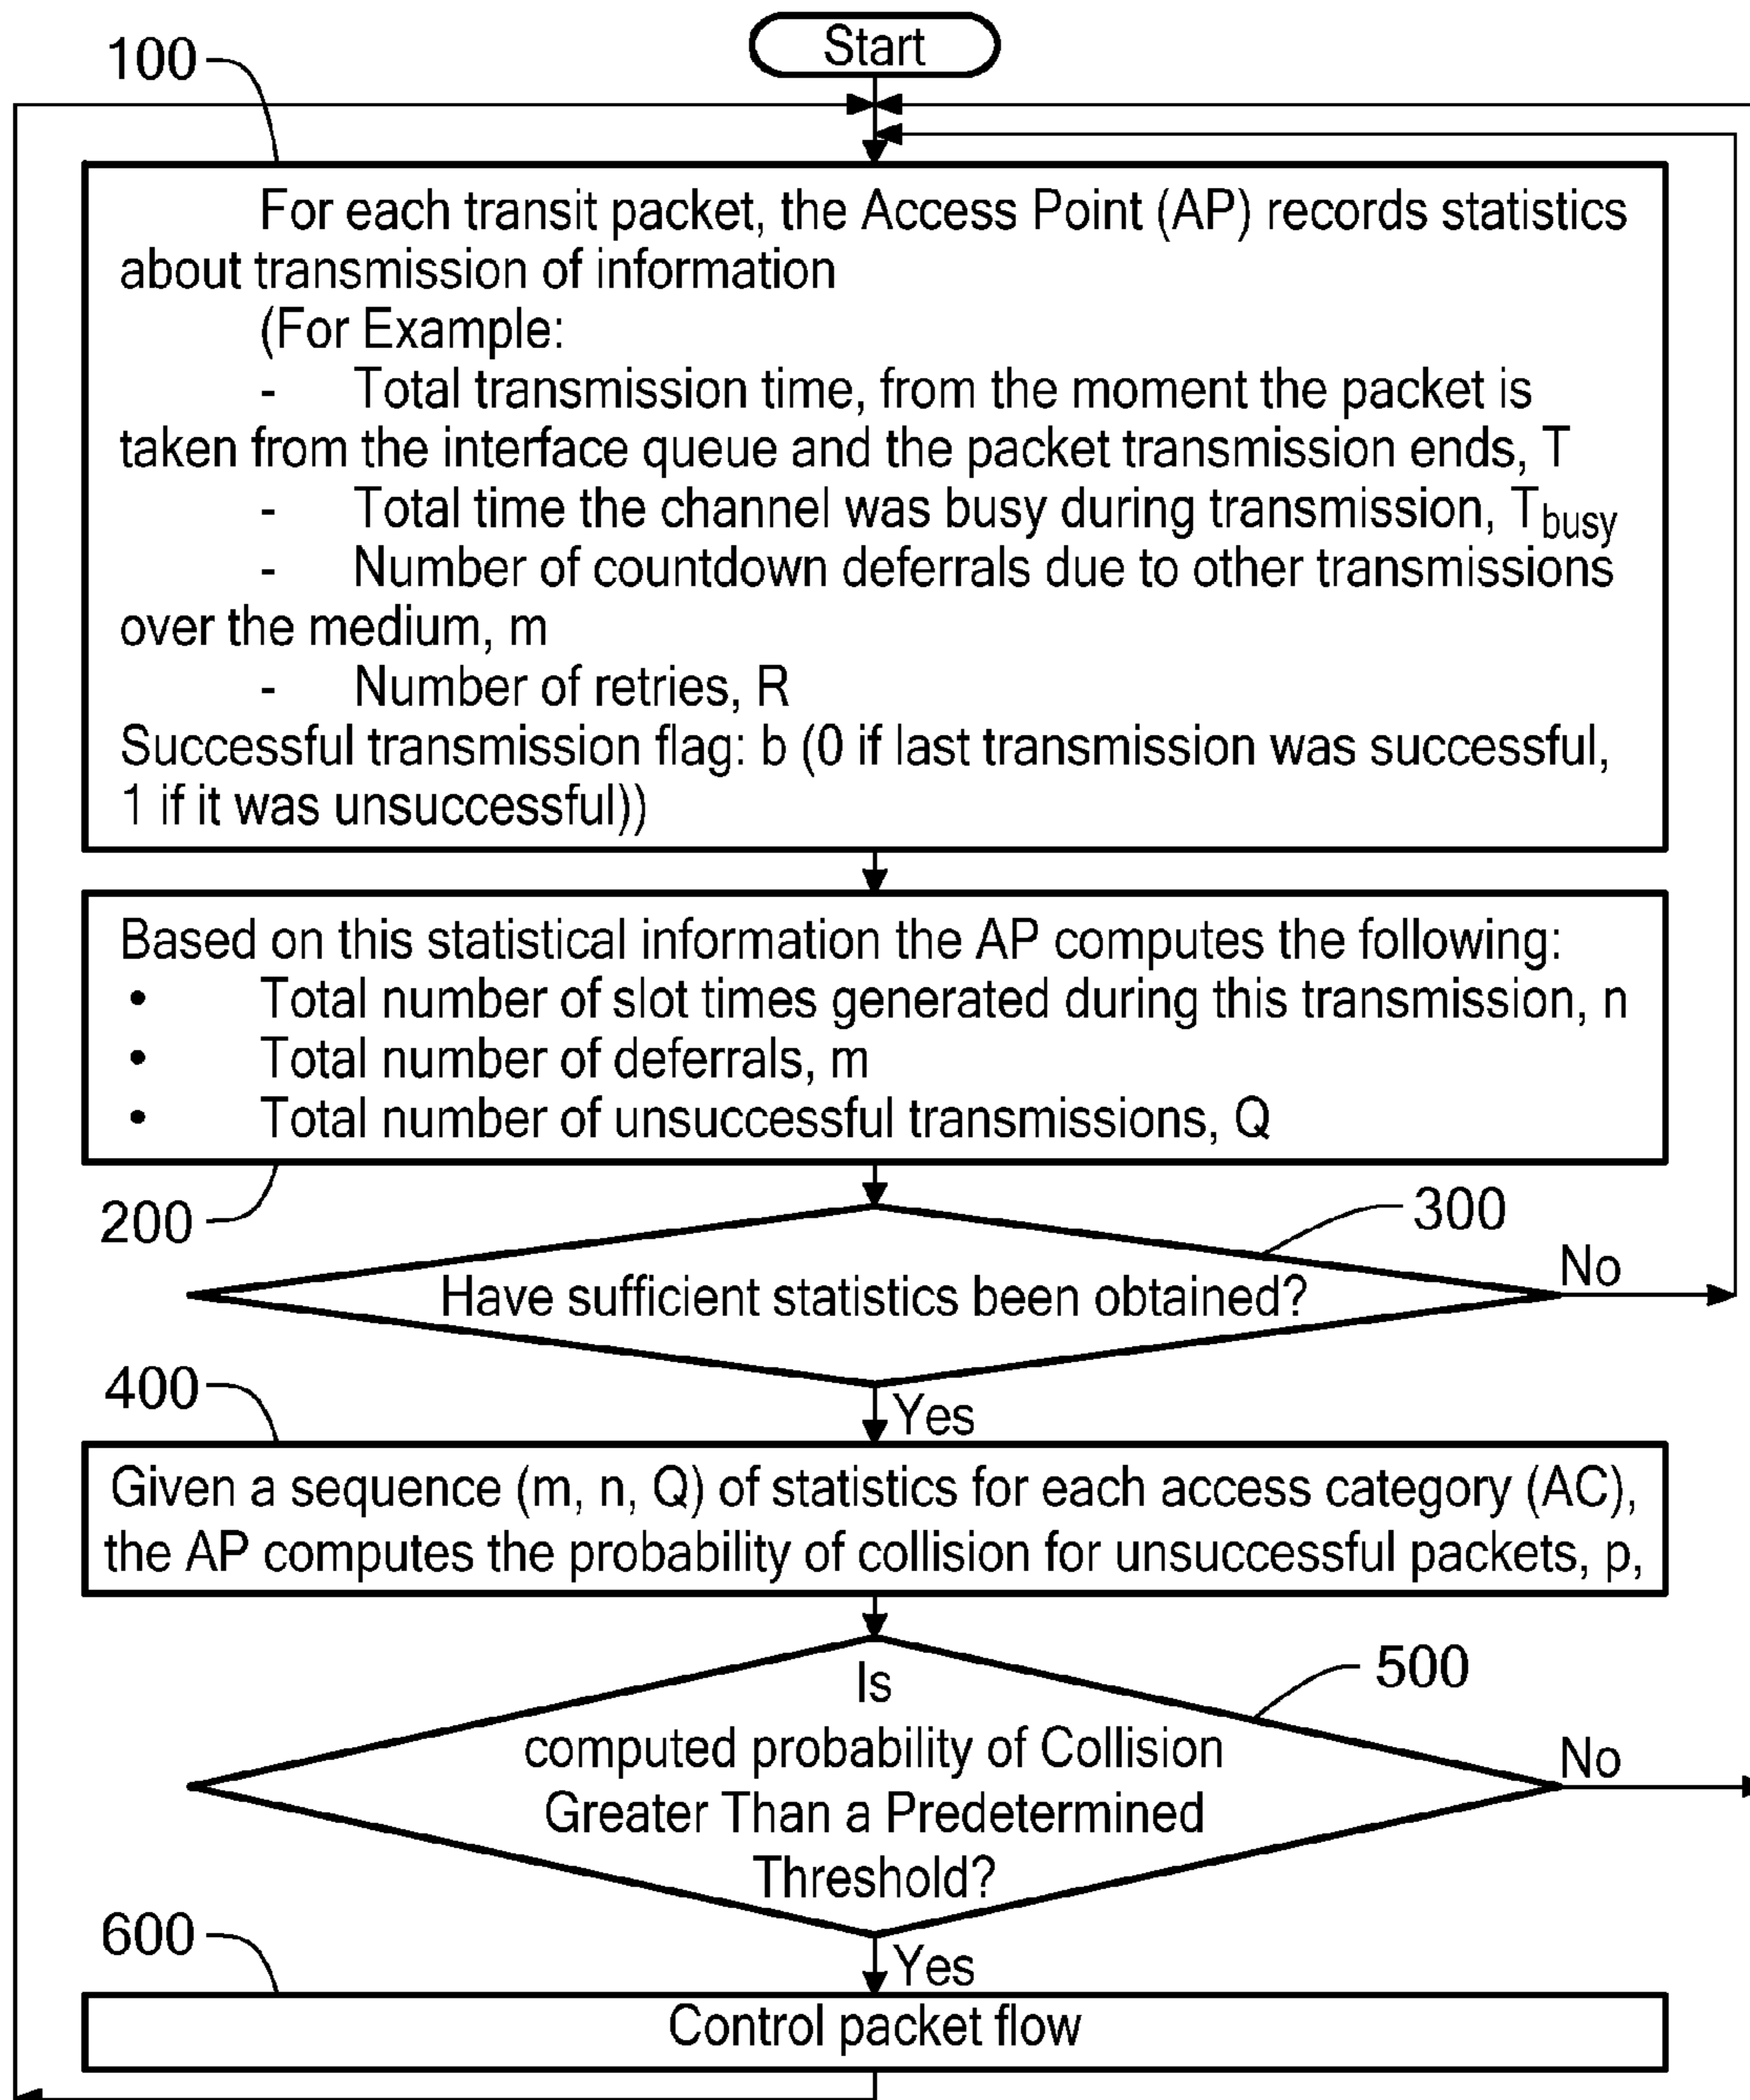 Start
100
For each transit packet, the Access Point (AP) records statistics
about transmission of information
(For Example:
- Total transmission time, from the moment the packet is
taken from the interface queue and the packet transmission ends, T
- Total time the channel was busy during transmission, Tbusy
- Number of countdown deferrals due to other transmissions
over the medium, m
- Number of retries, R
Successful transmission flag: b (0 if last transmission was successful,
1 if it was unsuccessful))
Based on this statistical information the AP computes the following:
• Total number of slot times generated during this transmission, n
• Total number of deferrals, m
• Total number of unsuccessful transmissions, Q
200
300
Have sufficient statistics been obtained?
No
400
Yes
Given a sequence (m, n, Q) of statistics for each access category (AC),
the AP computes the probability of collision for unsuccessful packets, p,
500
Is
computed probability of Collision
Greater Than a Predetermined
Threshold?
No
600
Yes
Control packet flow